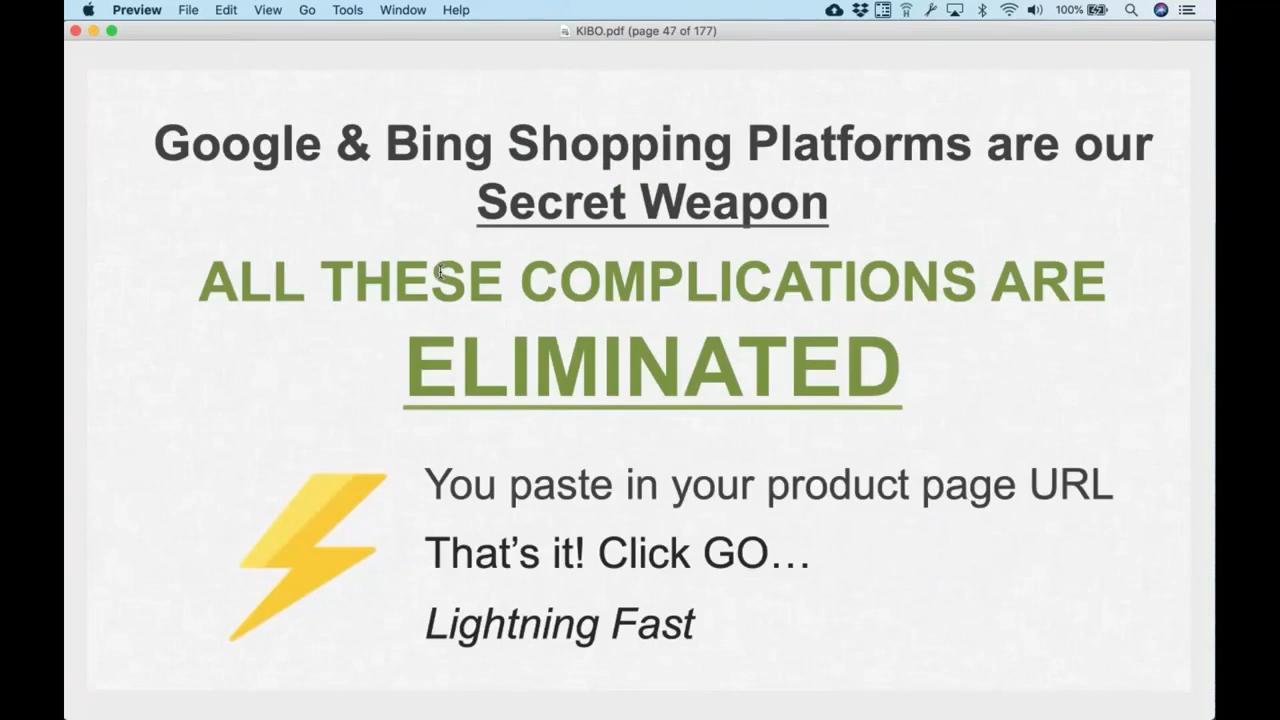 Preview File Edit View Go Tools Window Help 100%
KIBO.pdf (page 47 of 177)
Google & Bing Shopping Platforms are our
Secret Weapon
ALL THESE COMPLICATIONS ARE
ELIMINATED
You paste in your product page URL
That’s it! Click GO…
Lightning Fast